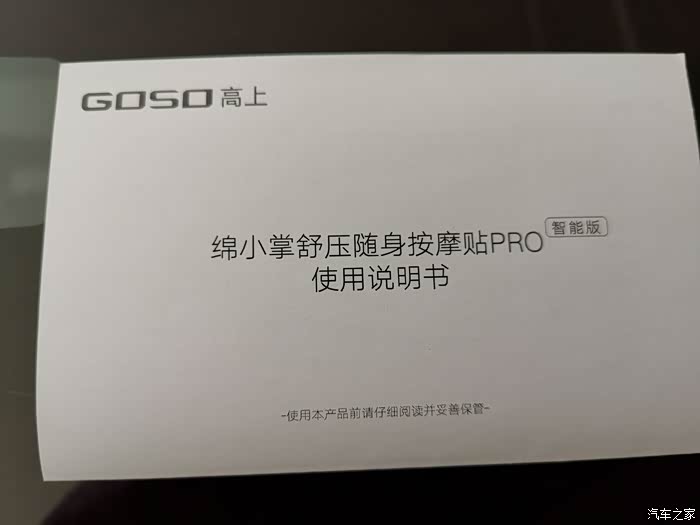 GOSO 高上
绵小掌舒压随身按摩贴PRO 智能版
使用说明书
-使用本产品前请仔细阅读并妥善保管-
汽车之家